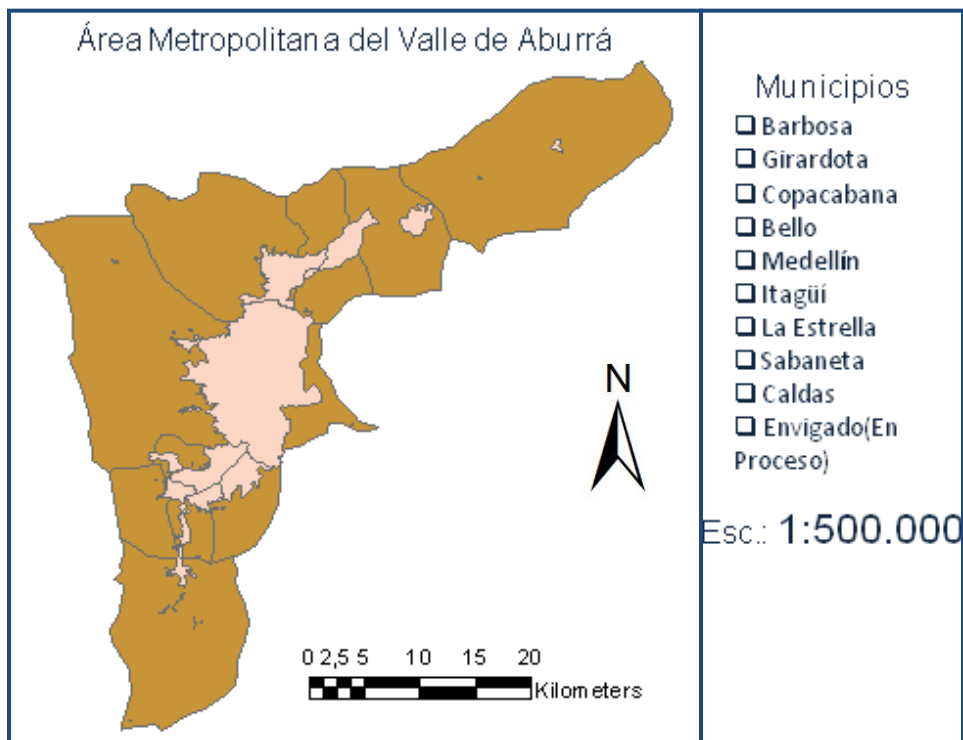 Área Metropolitana del Valle de Aburrá
N
0 2,5 5 10 15 20
Kilometers
Municipios
Barbosa
Girardota
Copacabana
Bello
Medellín
Itagüí
La Estrella
Sabaneta
Caldas
Envigado(En
Proceso)
Esc.: 1:500.000